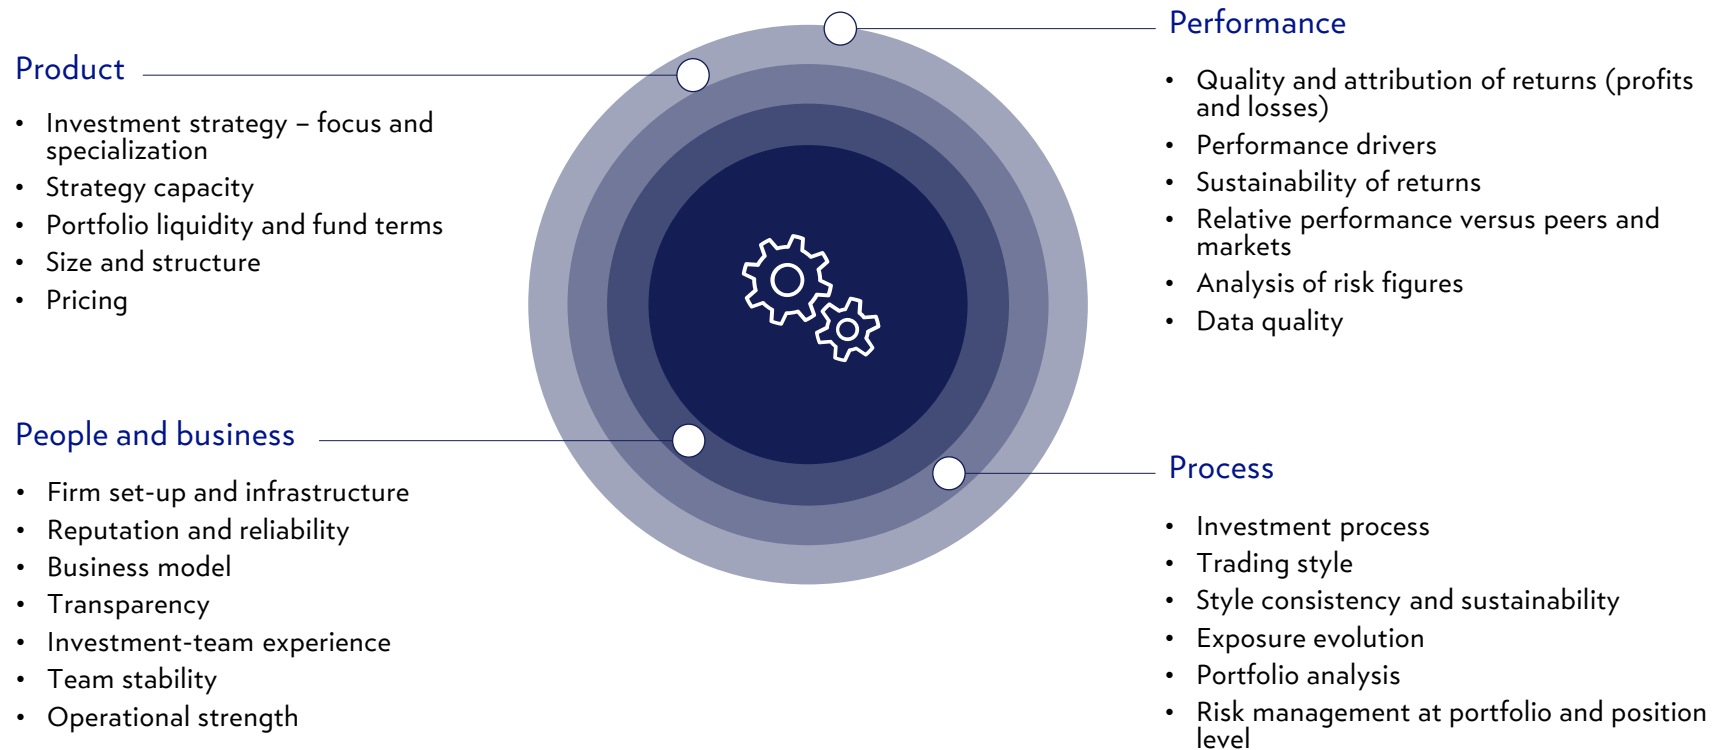 Product
• Investment strategy – focus and
specialization
• Strategy capacity
• Portfolio liquidity and fund terms
• Size and structure
• Pricing
People and business
• Firm set-up and infrastructure
• Reputation and reliability
• Business model
• Transparency
• Investment-team experience
• Team stability
• Operational strength
Performance
• Quality and attribution of returns (profits
and losses)
• Performance drivers
• Sustainability of returns
• Relative performance versus peers and
markets
• Analysis of risk figures
• Data quality
Process
• Investment process
• Trading style
• Style consistency and sustainability
• Exposure evolution
• Portfolio analysis
• Risk management at portfolio and position
level